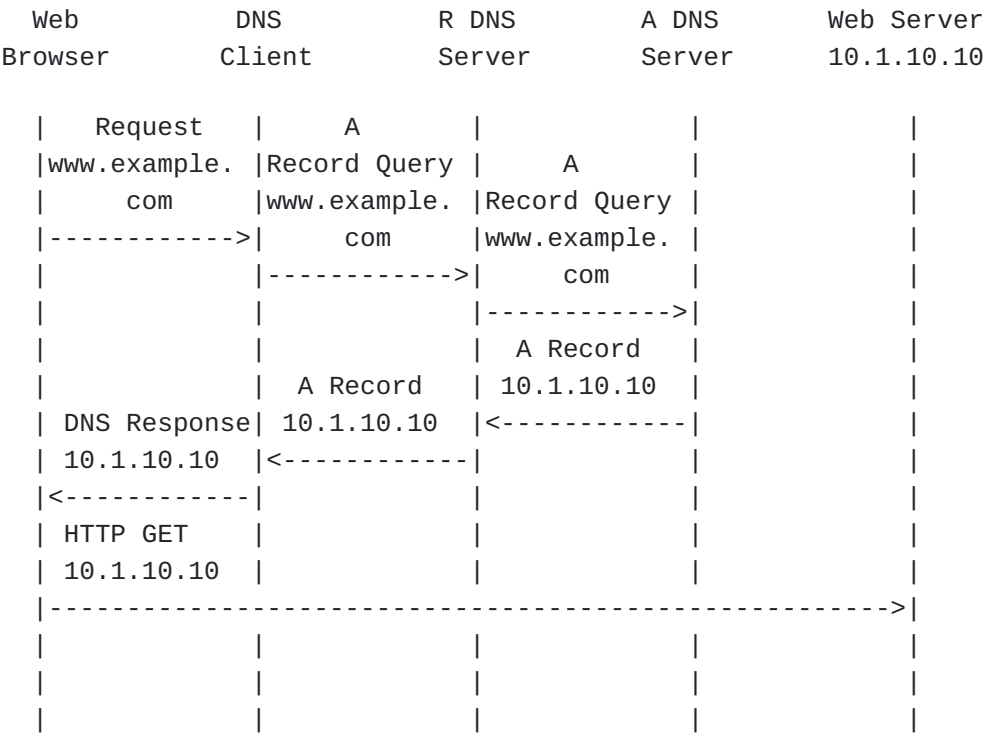 Web          DNS          R DNS        A DNS       Web Server
Browser       Client        Server       Server      10.1.10.10

  |   Request   |     A       |             |             |
  |www.example. |Record Query |     A       |             |
  |     com     |www.example. |Record Query |             |
  |------------>|     com     |www.example. |             |
  |             |------------>|     com     |             |
  |             |             |------------>|             |
  |             |             |  A Record   |             |
  |             |  A Record   | 10.1.10.10  |             |
  | DNS Response| 10.1.10.10  |<------------|             |
  | 10.1.10.10  |<------------|             |             |
  |<------------|             |             |             |
  | HTTP GET    |             |             |             |
  | 10.1.10.10  |             |             |             |
  |------------------------------------------------------>|
  |             |             |             |             |
  |             |             |             |             |
  |             |             |             |             |